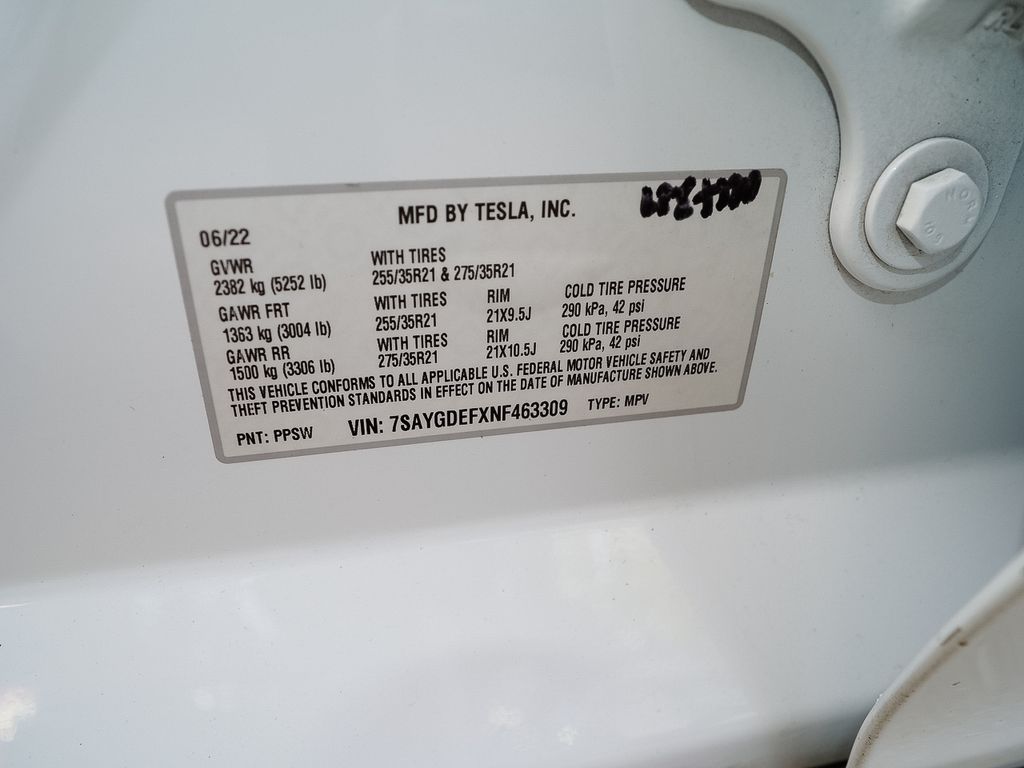 MFD BY TESLA, INC.
06/22
GVWR
2382 kg (5252 lb)
WITH TIRES
255/35R21 & 275/35R21
GAWR FRT
1363 kg (3004 lb)
WITH TIRES
255/35R21
RIM
21X9.5J
COLD TIRE PRESSURE
290 kPa, 42 psi
GAWR RR
1500 kg (3306 lb)
WITH TIRES
275/35R21
RIM
21X10.5J
COLD TIRE PRESSURE
290 kPa, 42 psi
THIS VEHICLE CONFORMS TO ALL APPLICABLE U.S. FEDERAL MOTOR VEHICLE SAFETY AND
THEFT PREVENTION STANDARDS IN EFFECT ON THE DATE OF MANUFACTURE SHOWN ABOVE.
PNT: PPSW VIN: 7SAYGDEFXNF463309 TYPE: MPV